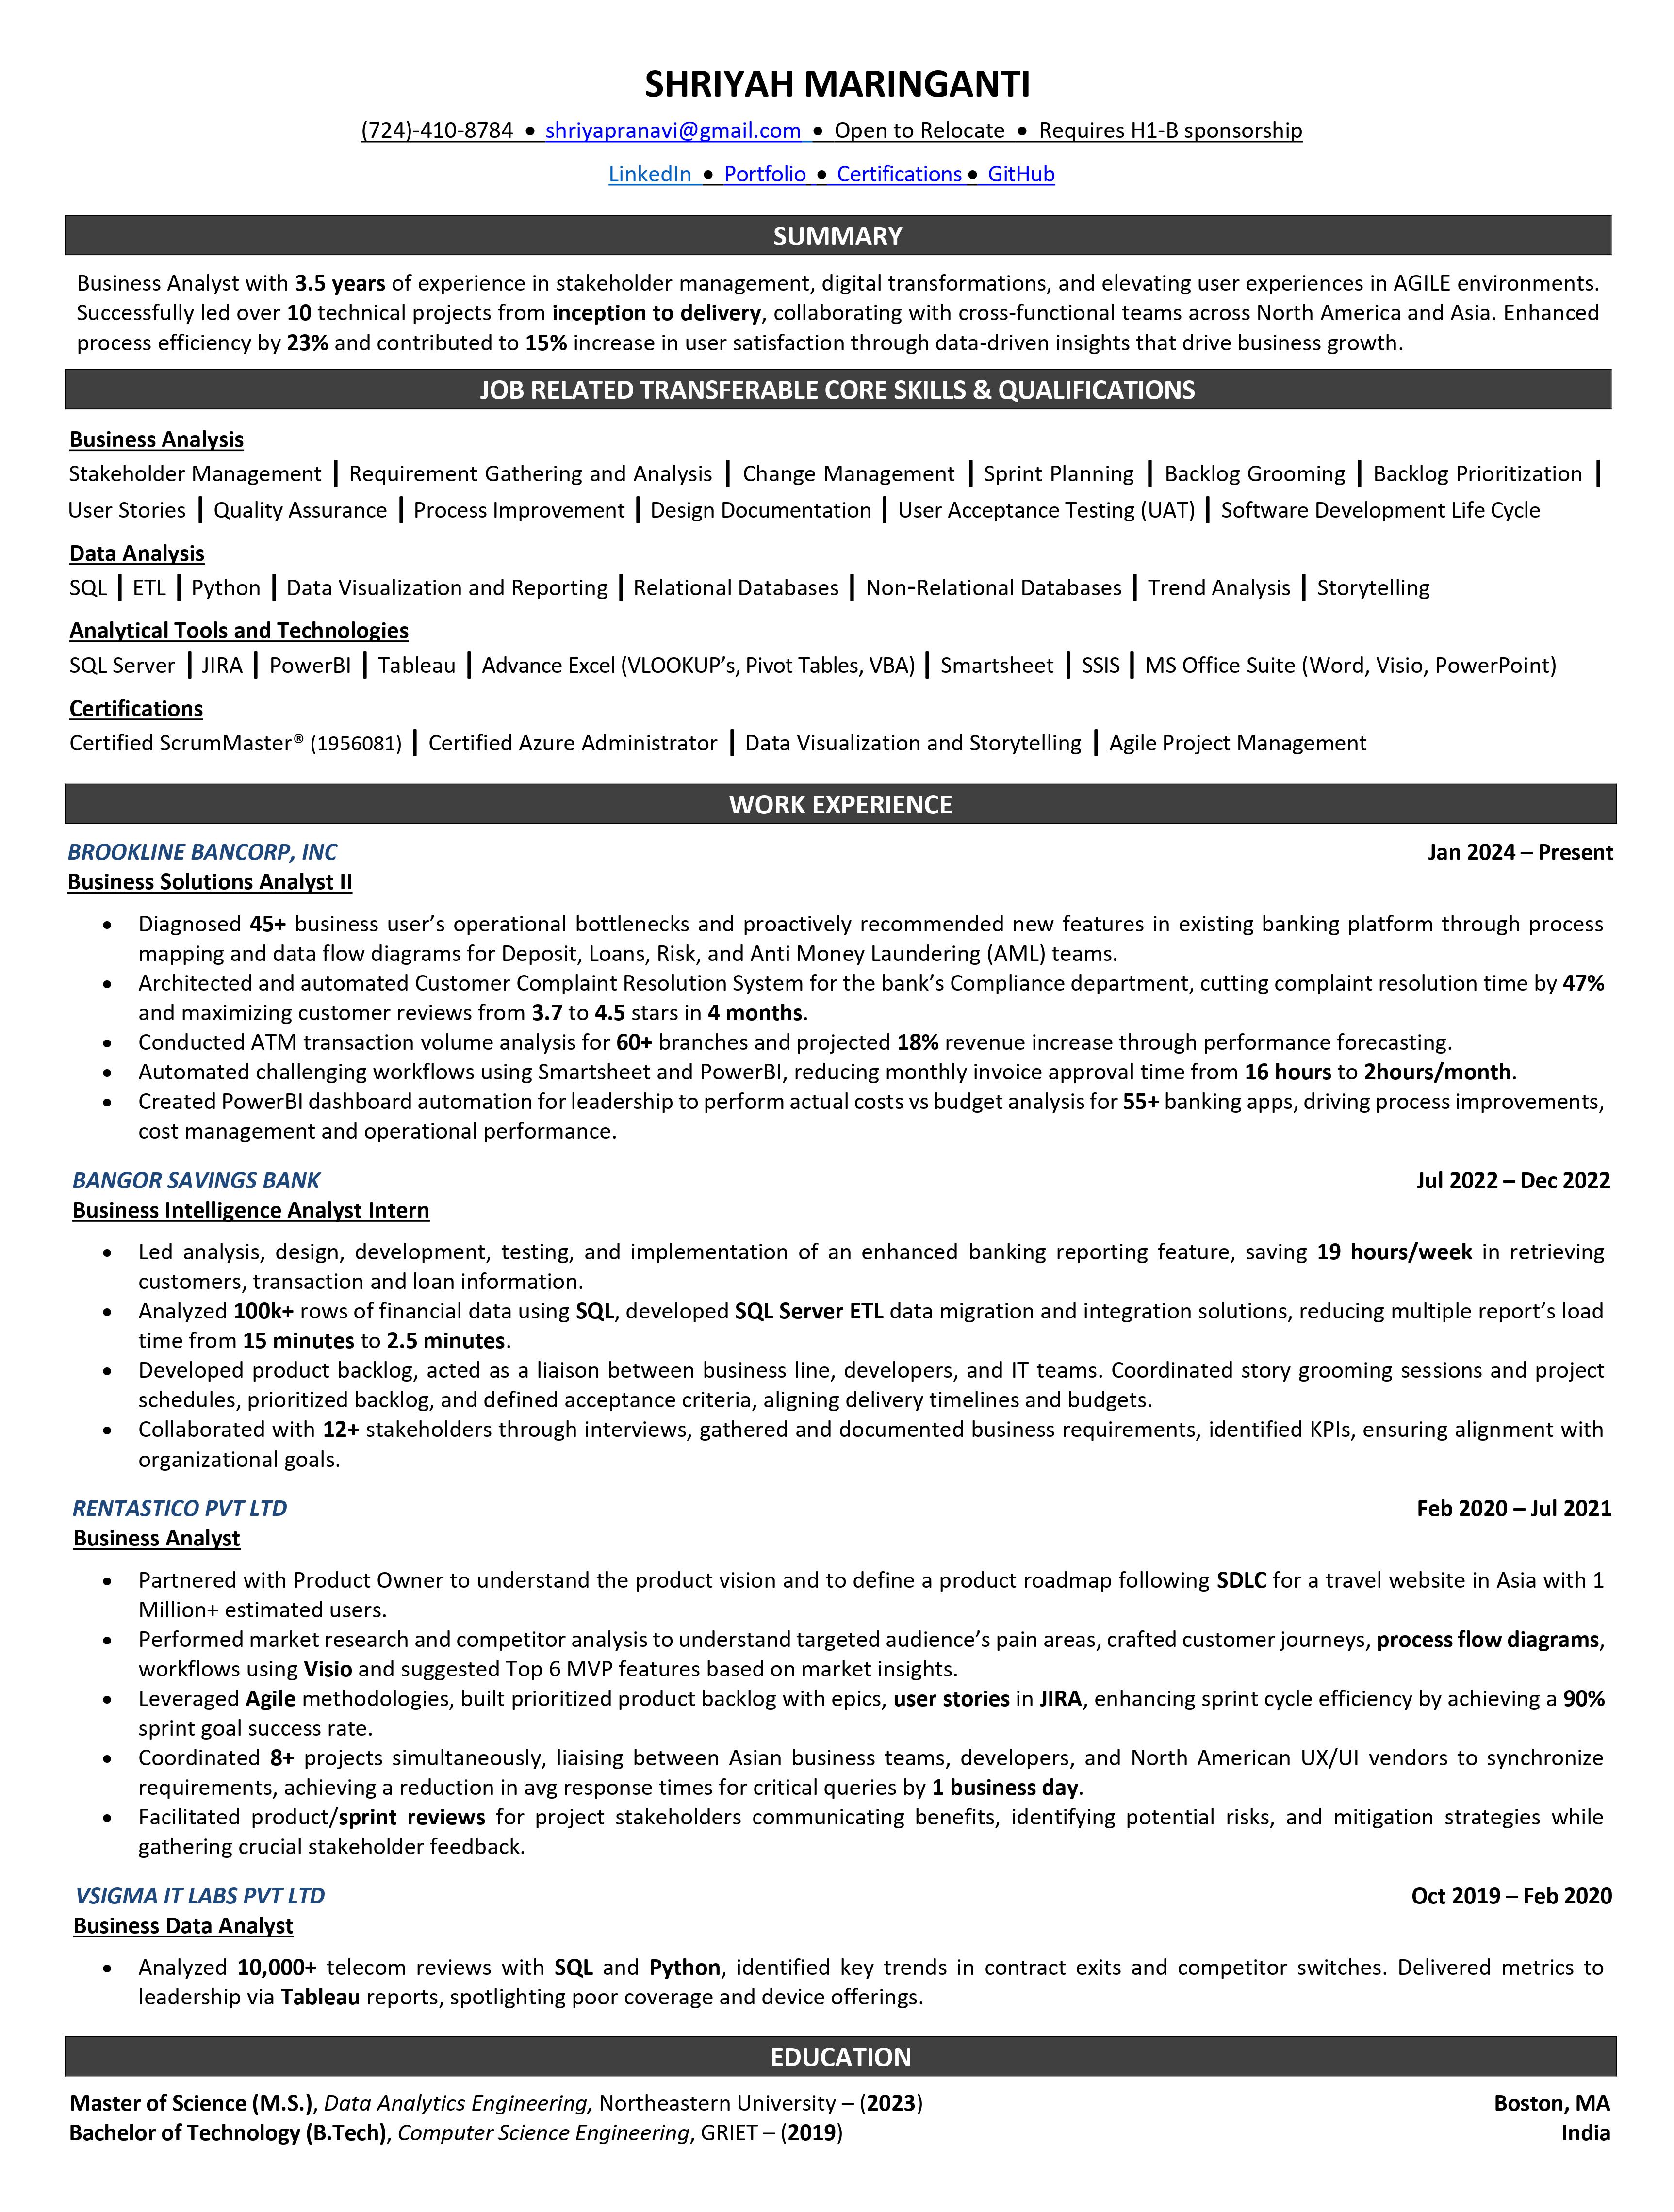 SHRIYAH MARINGANTI
(724)-410-8784 • shriyapranavi@gmail.com • Open to Relocate • Requires H1-B sponsorship
LinkedIn • Portfolio • Certifications • GitHub
SUMMARY
Business Analyst with 3.5 years of experience in stakeholder management, digital transformations, and elevating user experiences in AGILE environments.
Successfully led over 10 technical projects from inception to delivery, collaborating with cross-functional teams across North America and Asia. Enhanced
process efficiency by 23% and contributed to 15% increase in user satisfaction through data-driven insights that drive business growth.
JOB RELATED TRANSFERABLE CORE SKILLS & QUALIFICATIONS
Business Analysis
Stakeholder Management | Requirement Gathering and Analysis | Change Management | Sprint Planning | Backlog Grooming | Backlog Prioritization |
User Stories | Quality Assurance | Process Improvement | Design Documentation | User Acceptance Testing (UAT) | Software Development Life Cycle
Data Analysis
SQL | ETL | Python | Data Visualization and Reporting | Relational Databases | Non-Relational Databases | Trend Analysis | Storytelling
Analytical Tools and Technologies
SQL Server | JIRA | PowerBI | Tableau | Advance Excel (VLOOKUP's, Pivot Tables, VBA) | Smartsheet | SSIS | MS Office Suite (Word, Visio, PowerPoint)
Certifications
Certified ScrumMaster® (1956081) | Certified Azure Administrator | Data Visualization and Storytelling | Agile Project Management
WORK EXPERIENCE
BROOKLINE BANCORP, INC Jan 2024 – Present
Business Solutions Analyst II
• Diagnosed 45+ business user's operational bottlenecks and proactively recommended new features in existing banking platform through process
mapping and data flow diagrams for Deposit, Loans, Risk, and Anti Money Laundering (AML) teams.
• Architected and automated Customer Complaint Resolution System for the bank's Compliance department, cutting complaint resolution time by 47%
and maximizing customer reviews from 3.7 to 4.5 stars in 4 months.
• Conducted ATM transaction volume analysis for 60+ branches and projected 18% revenue increase through performance forecasting.
• Automated challenging workflows using Smartsheet and PowerBI, reducing monthly invoice approval time from 16 hours to 2hours/month.
• Created PowerBI dashboard automation for leadership to perform actual costs vs budget analysis for 55+ banking apps, driving process improvements,
cost management and operational performance.
BANGOR SAVINGS BANK Jul 2022 – Dec 2022
Business Intelligence Analyst Intern
• Led analysis, design, development, testing, and implementation of an enhanced banking reporting feature, saving 19 hours/week in retrieving
customers, transaction and loan information.
• Analyzed 100k+ rows of financial data using SQL, developed SQL Server ETL data migration and integration solutions, reducing multiple report's load
time from 15 minutes to 2.5 minutes.
• Developed product backlog, acted as a liaison between business line, developers, and IT teams. Coordinated story grooming sessions and project
schedules, prioritized backlog, and defined acceptance criteria, aligning delivery timelines and budgets.
• Collaborated with 12+ stakeholders through interviews, gathered and documented business requirements, identified KPIs, ensuring alignment with
organizational goals.
RENTASTICO PVT LTD Feb 2020 – Jul 2021
Business Analyst
• Partnered with Product Owner to understand the product vision and to define a product roadmap following SDLC for a travel website in Asia with 1
Million+ estimated users.
• Performed market research and competitor analysis to understand targeted audience's pain areas, crafted customer journeys, process flow diagrams,
workflows using Visio and suggested Top 6 MVP features based on market insights.
• Leveraged Agile methodologies, built prioritized product backlog with epics, user stories in JIRA, enhancing sprint cycle efficiency by achieving a 90%
sprint goal success rate.
• Coordinated 8+ projects simultaneously, liaising between Asian business teams, developers, and North American UX/UI vendors to synchronize
requirements, achieving a reduction in avg response times for critical queries by 1 business day.
• Facilitated product/sprint reviews for project stakeholders communicating benefits, identifying potential risks, and mitigation strategies while
gathering crucial stakeholder feedback.
VSIGMA IT LABS PVT LTD Oct 2019 – Feb 2020
Business Data Analyst
• Analyzed 10,000+ telecom reviews with SQL and Python, identified key trends in contract exits and competitor switches. Delivered metrics to
leadership via Tableau reports, spotlighting poor coverage and device offerings.
EDUCATION
Master of Science (M.S.), Data Analytics Engineering, Northeastern University – (2023) Boston, MA
Bachelor of Technology (B.Tech), Computer Science Engineering, GRIET – (2019) India